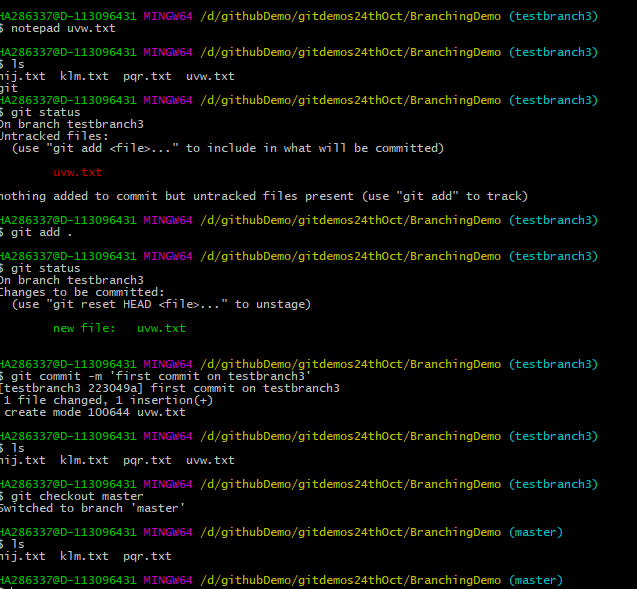 HA286337@D-113096431 MINGW64 /d/githubDemo/gitdemos24thOct/BranchingDemo (testbranch3)
$ notepad uvw.txt
HA286337@D-113096431 MINGW64 /d/githubDemo/gitdemos24thOct/BranchingDemo (testbranch3)
$ ls
hij.txt  klm.txt  pqr.txt  uvw.txt
git
HA286337@D-113096431 MINGW64 /d/githubDemo/gitdemos24thOct/BranchingDemo (testbranch3)
$ git status
On branch testbranch3
Untracked files:
  (use "git add <file>..." to include in what will be committed)
        uvw.txt
nothing added to commit but untracked files present (use "git add" to track)
HA286337@D-113096431 MINGW64 /d/githubDemo/gitdemos24thOct/BranchingDemo (testbranch3)
$ git add .
HA286337@D-113096431 MINGW64 /d/githubDemo/gitdemos24thOct/BranchingDemo (testbranch3)
$ git status
On branch testbranch3
Changes to be committed:
  (use "git reset HEAD <file>..." to unstage)
        new file:   uvw.txt
HA286337@D-113096431 MINGW64 /d/githubDemo/gitdemos24thOct/BranchingDemo (testbranch3)
$ git commit -m 'first commit on testbranch3'
[testbranch3 223049a] first commit on testbranch3
 1 file changed, 1 insertion(+)
 create mode 100644 uvw.txt
HA286337@D-113096431 MINGW64 /d/githubDemo/gitdemos24thOct/BranchingDemo (testbranch3)
$ ls
hij.txt  klm.txt  pqr.txt  uvw.txt
HA286337@D-113096431 MINGW64 /d/githubDemo/gitdemos24thOct/BranchingDemo (testbranch3)
$ git checkout master
Switched to branch 'master'
HA286337@D-113096431 MINGW64 /d/githubDemo/gitdemos24thOct/BranchingDemo (master)
$ ls
hij.txt  klm.txt  pqr.txt
HA286337@D-113096431 MINGW64 /d/githubDemo/gitdemos24thOct/BranchingDemo (master)